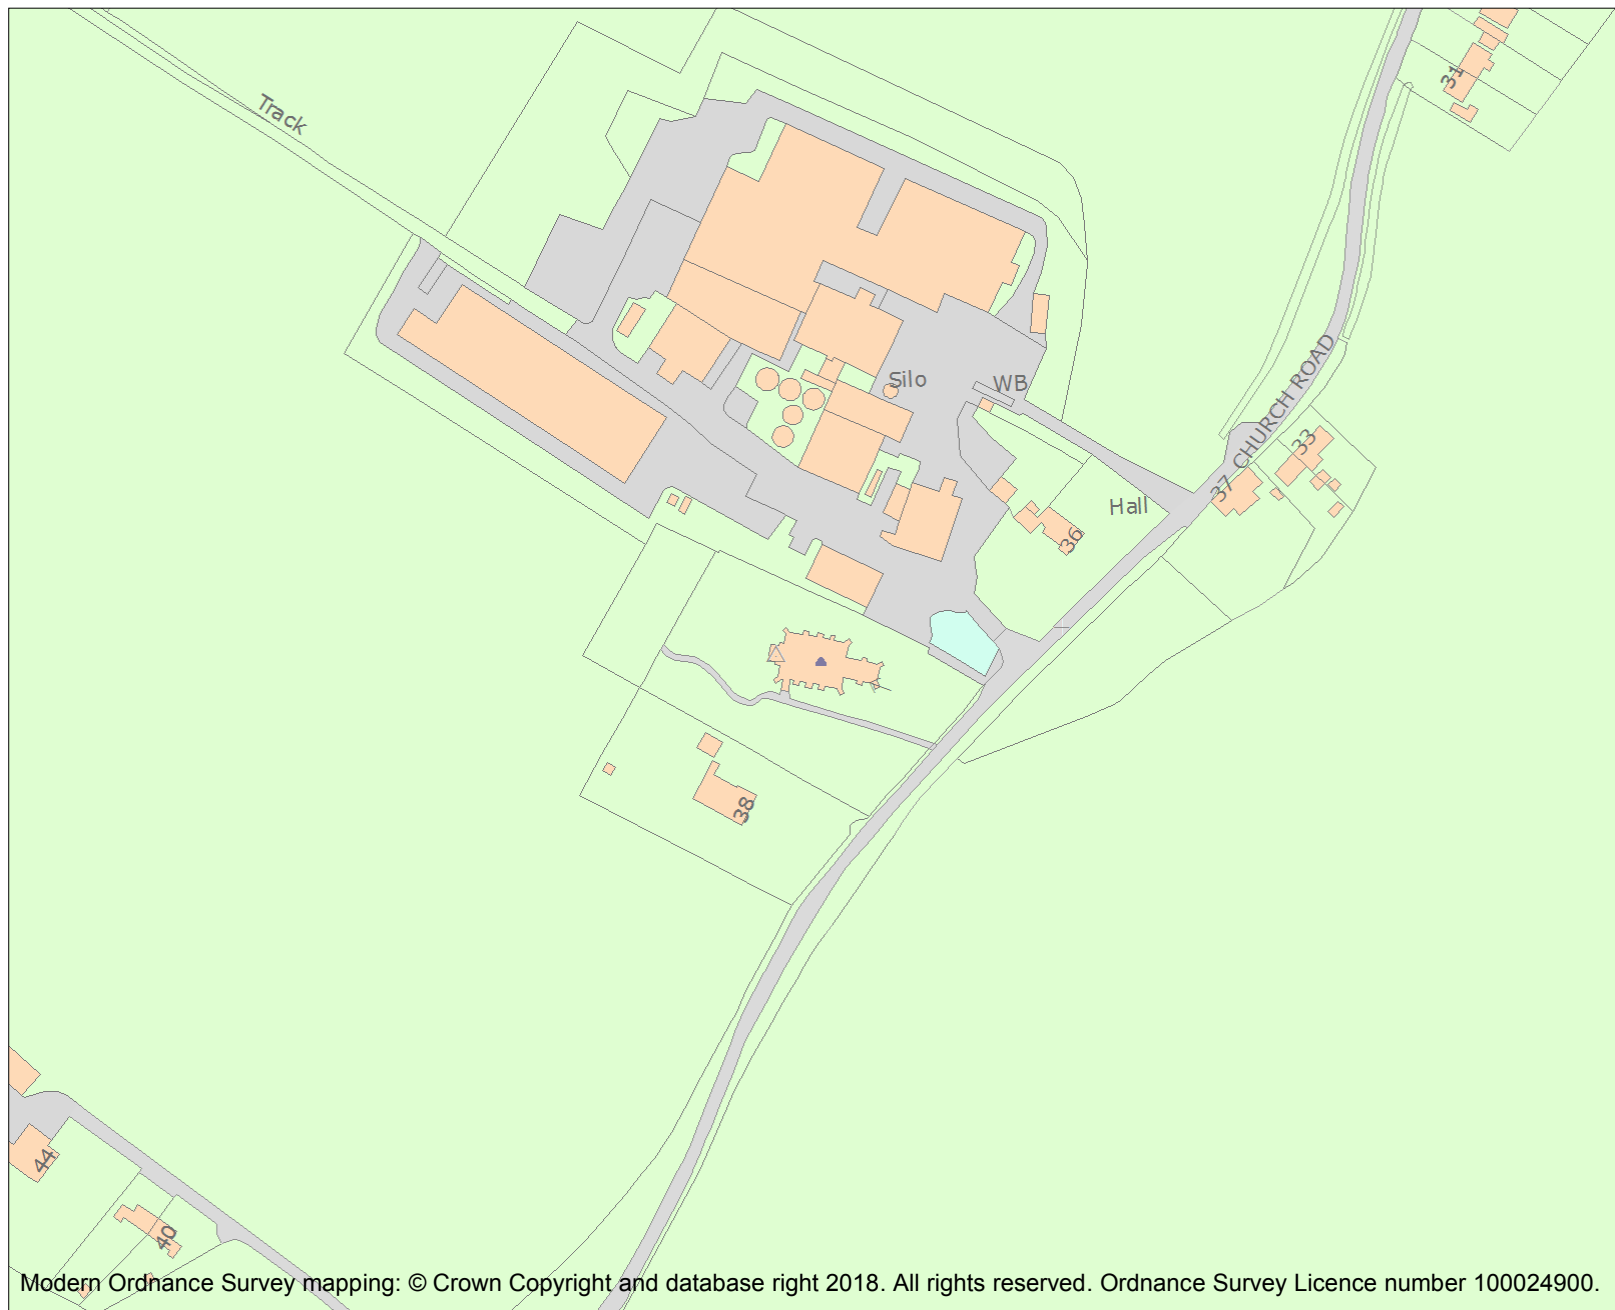 31
Track
CHURCH ROAD
Silo
WB
33
37
Hall
36
38
44
40
Modern Ordnance Survey mapping: © Crown Copyright and database right 2018. All rights reserved. Ordnance Survey Licence number 100024900.